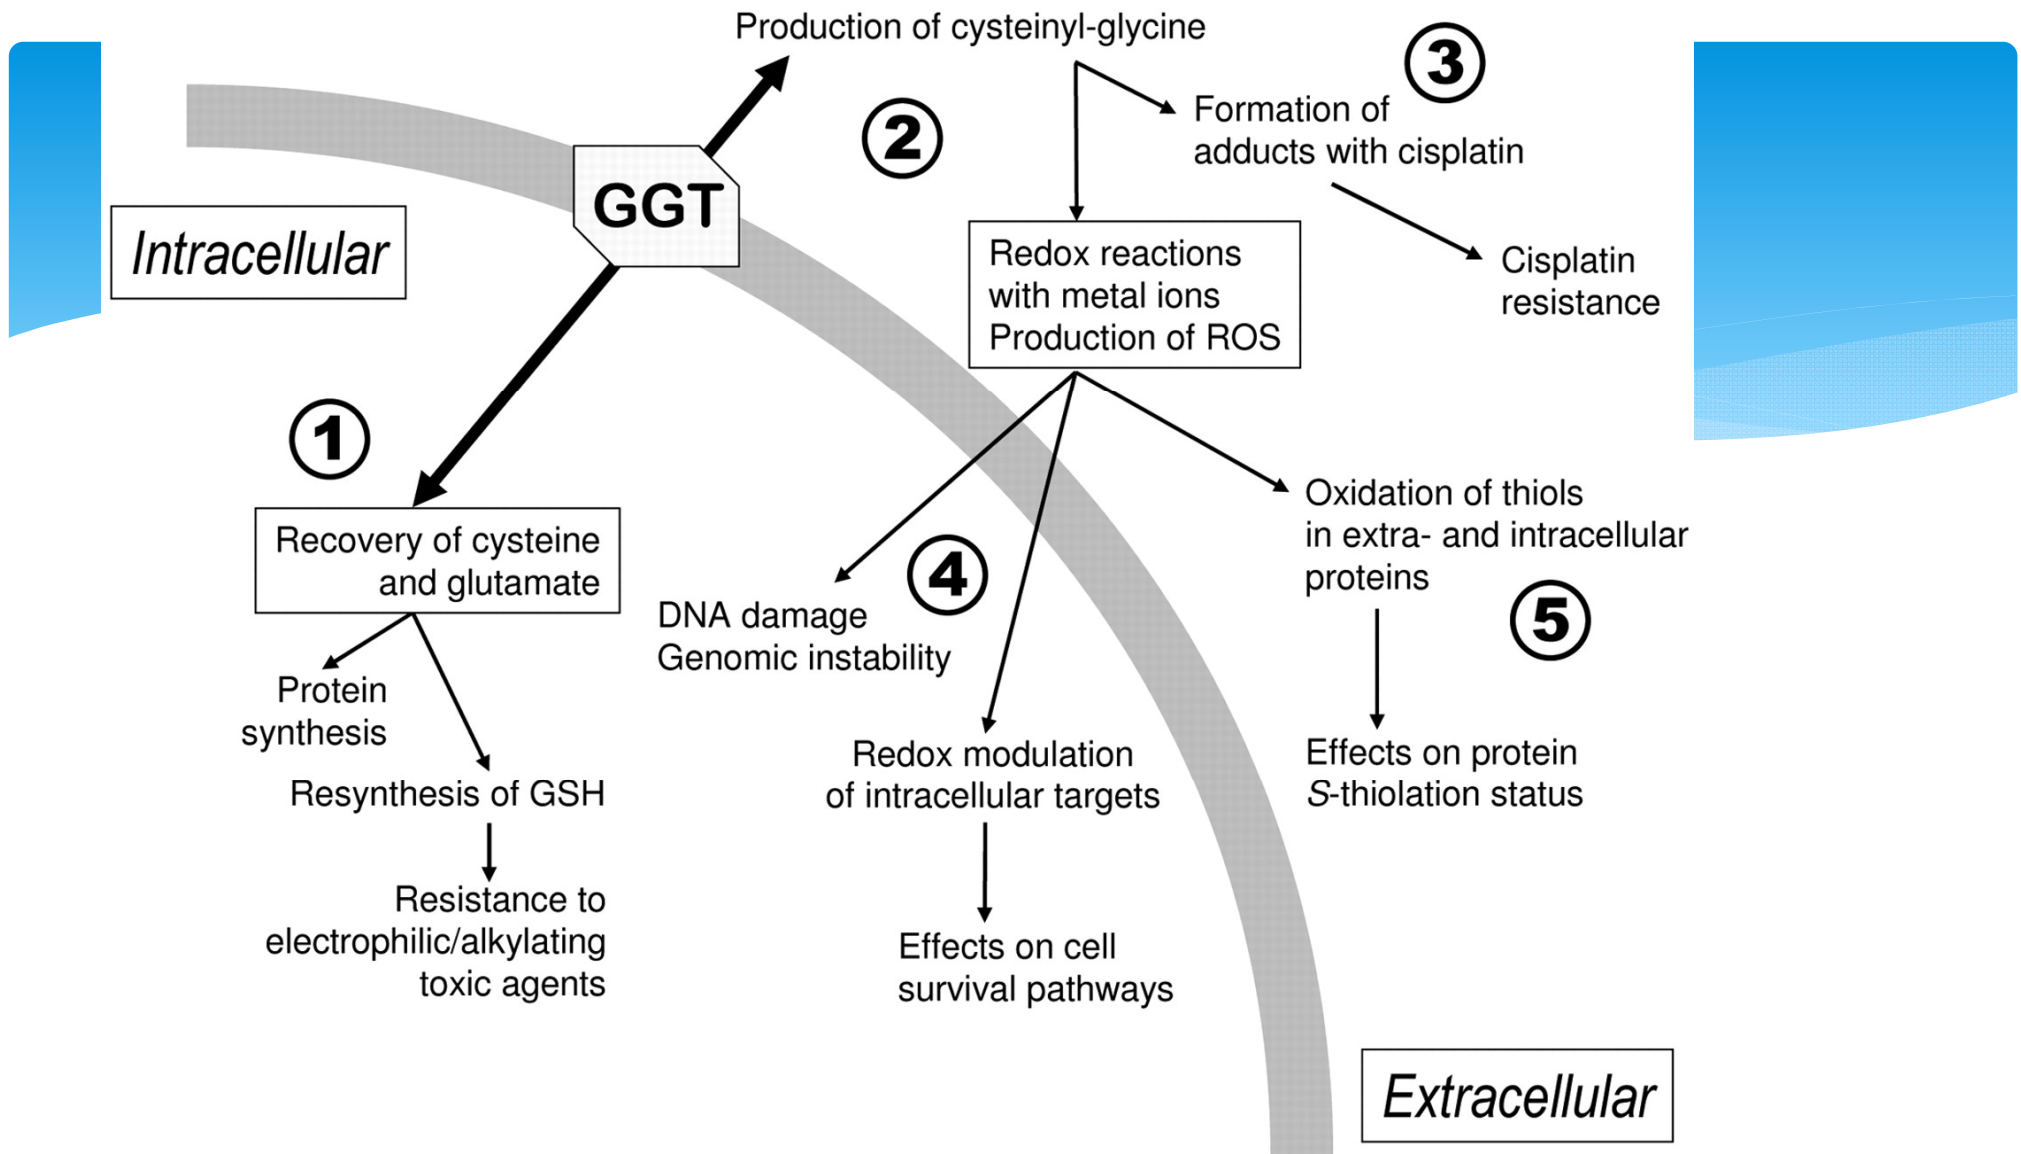 Production of cysteinyl-glycine
3
Formation of
adducts with cisplatin
2
GGT
Intracellular
Redox reactions
with metal ions
Production of ROS
Cisplatin
resistance
1
Recovery of cysteine
and glutamate
Oxidation of thiols
in extra- and intracellular
proteins
4
DNA damage
Genomic instability
5
Protein
synthesis
Redox modulation
of intracellular targets
Effects on protein
S-thiolation status
Resynthesis of GSH
Resistance to
electrophilic/alkylating
toxic agents
Effects on cell
survival pathways
Extracellular